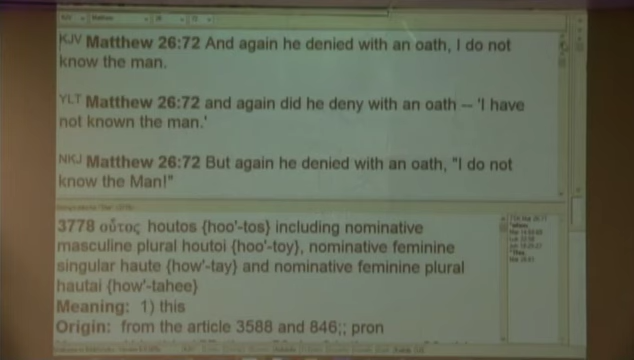 KJV Matthew 26:72 And again he denied with an oath, I do not
know the man.
YLT Matthew 26:72 and again did he deny with an oath -- 'I have
not known the man.'
NKJ Matthew 26:72 But again he denied with an oath, "I do not
know the Man!"
3778 οὗτος houtos {hoo'-tos} including nominative
masculine plural houtoi {hoo'-toy}, nominative feminine
singular haute {how'-tay} and nominative feminine plural
hautai {how'-tahee}
Meaning: 1) this
Origin: from the article 3588 and 846;; pron